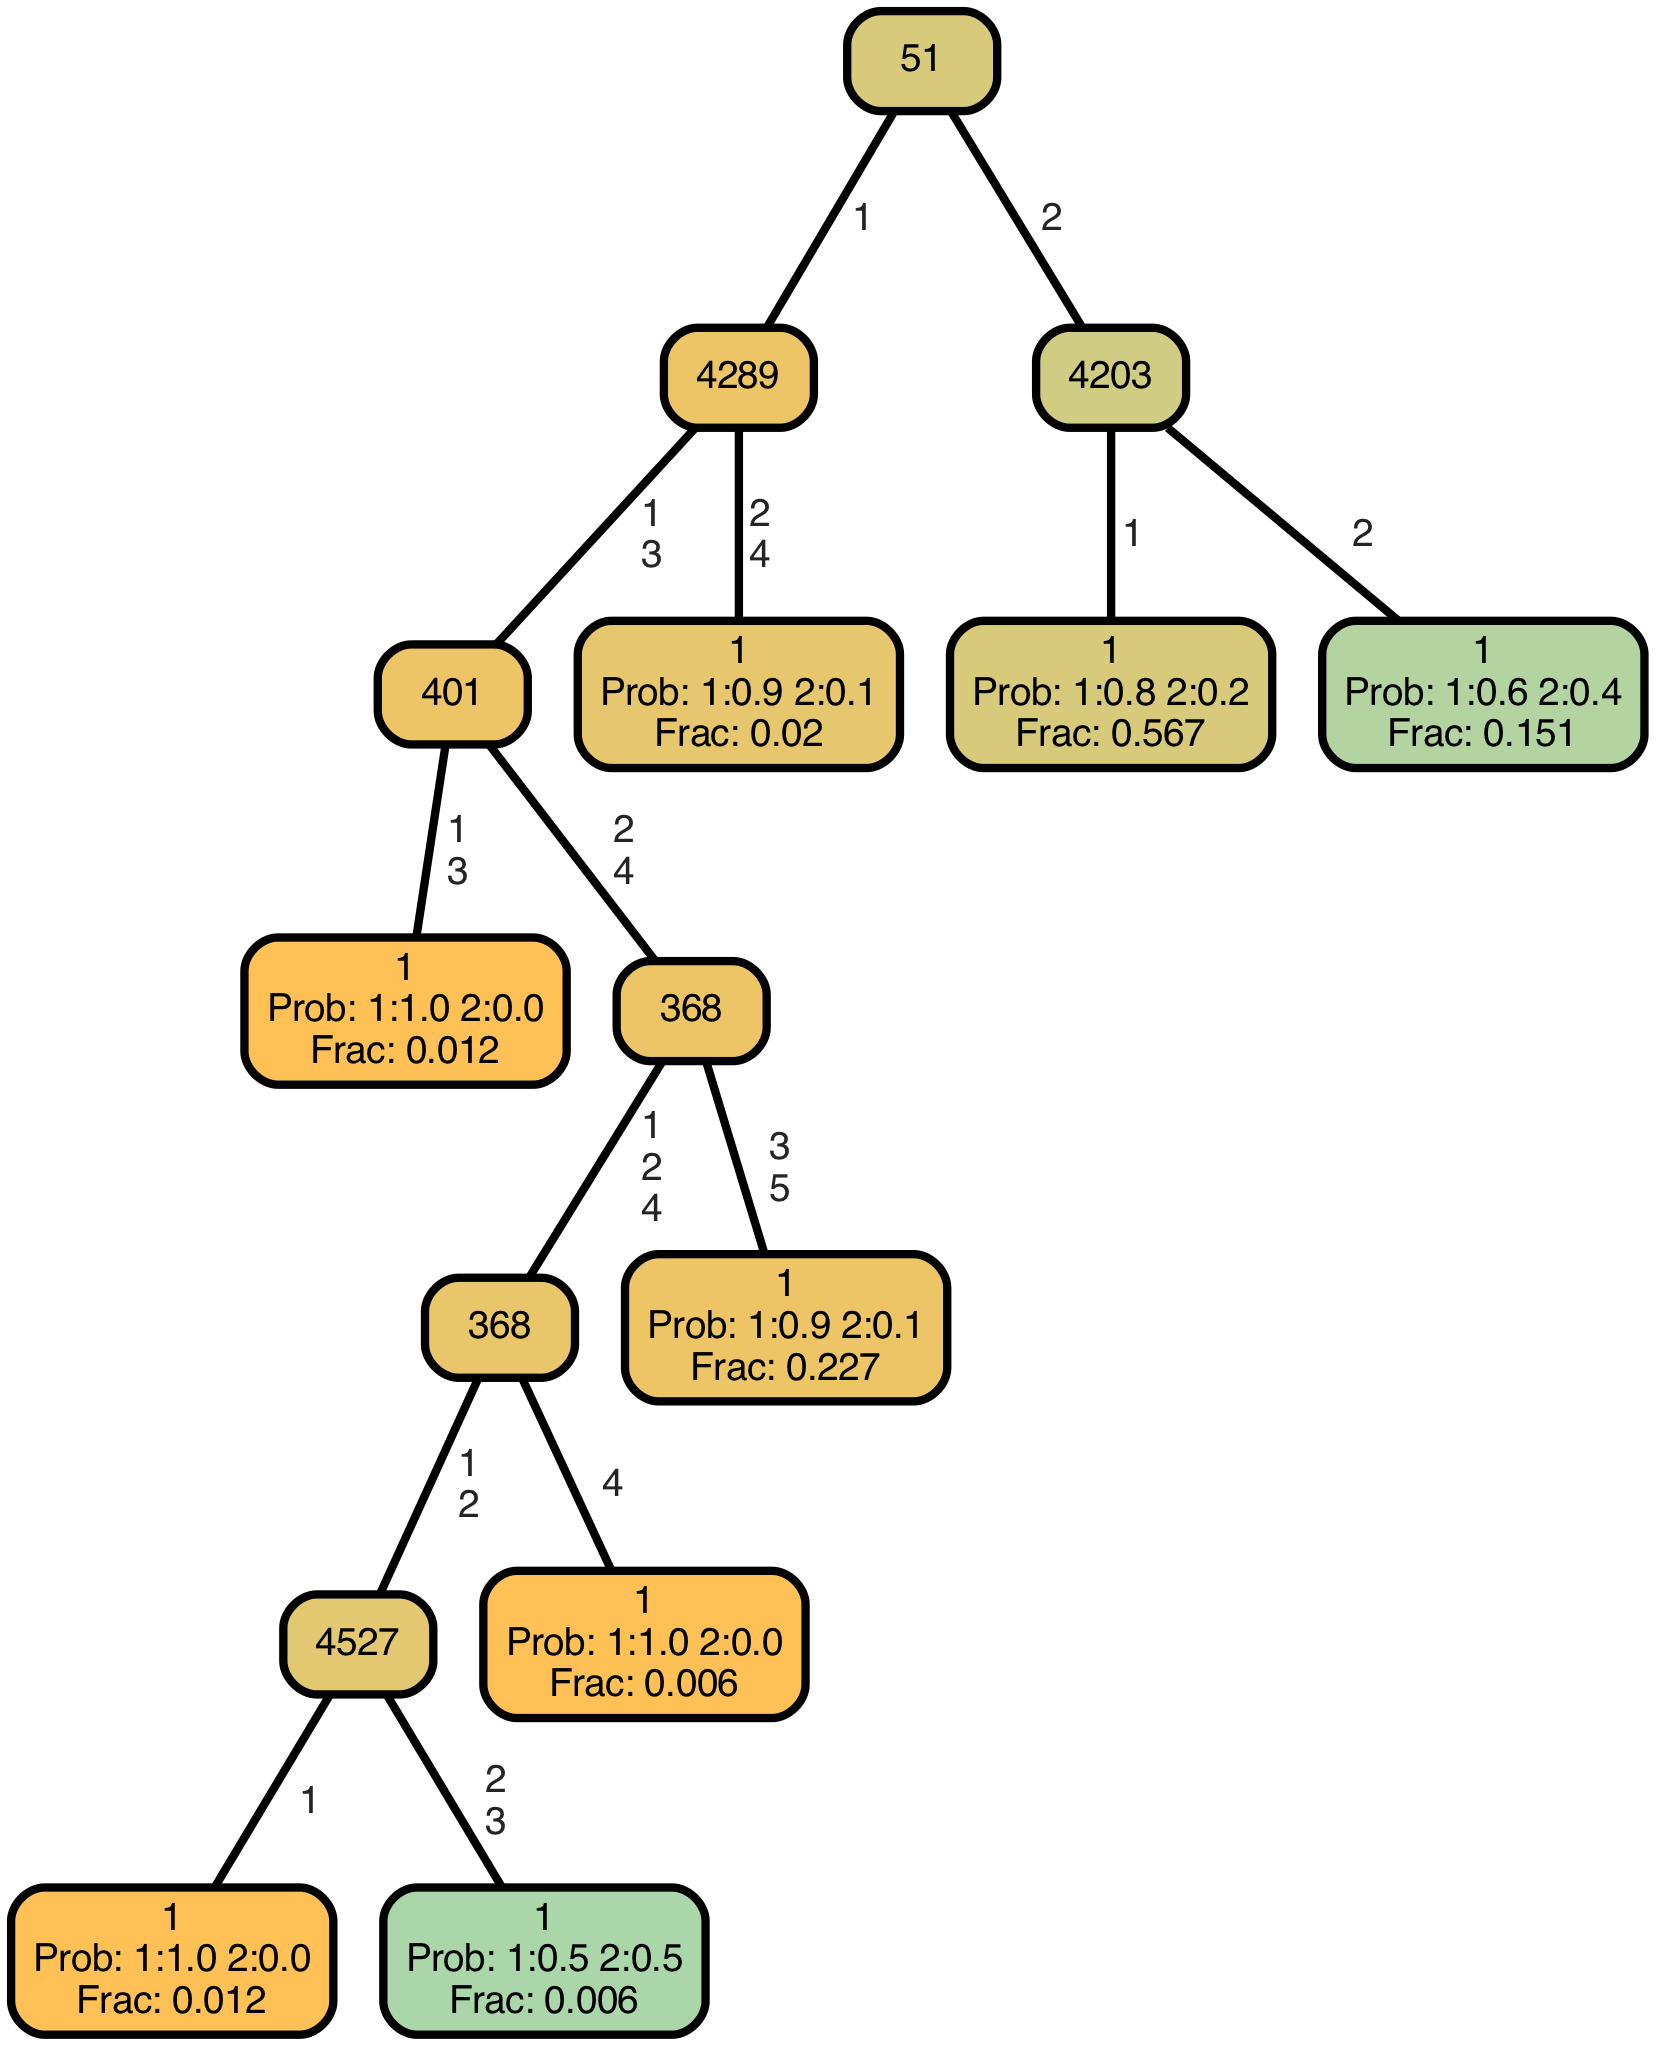 51
1
2
4289
4203
1
3
2
4
1
2
401
1
Prob: 1:0.9 2:0.1
Frac: 0.02
1
Prob: 1:0.8 2:0.2
Frac: 0.567
1
Prob: 1:0.6 2:0.4
Frac: 0.151
1
3
2
4
1
Prob: 1:1.0 2:0.0
Frac: 0.012
368
1
2
4
3
5
368
1
Prob: 1:0.9 2:0.1
Frac: 0.227
1
2
4
4527
1
Prob: 1:1.0 2:0.0
Frac: 0.006
1
2
3
1
Prob: 1:1.0 2:0.0
Frac: 0.012
1
Prob: 1:0.5 2:0.5
Frac: 0.006